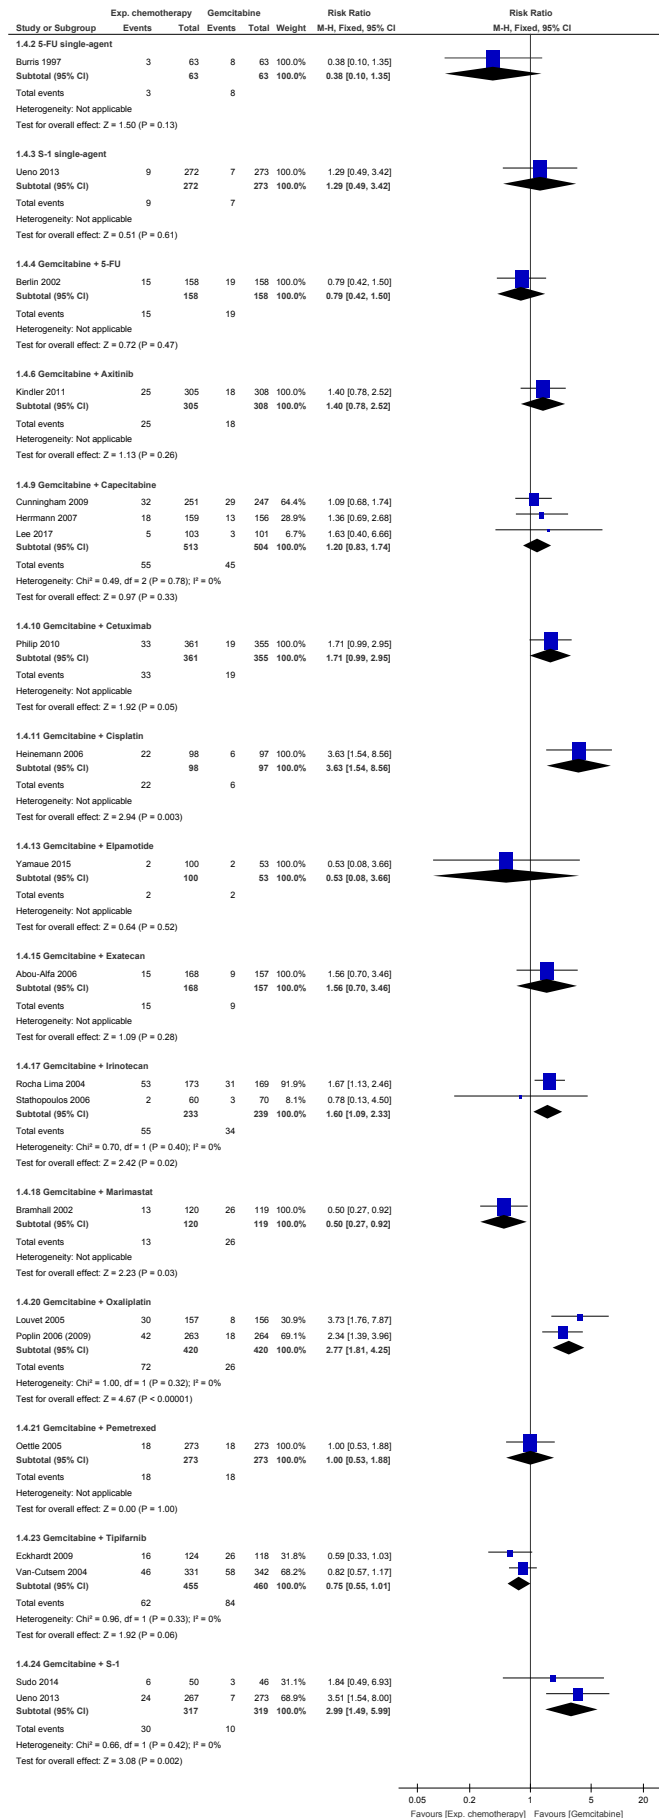 Exp. chemotherapy Gemcitabine Risk Ratio Risk Ratio
Study or Subgroup Events Total Events Total Weight M-H, Fixed, 95% CI M-H, Fixed, 95% CI
1.4.2 5-FU single-agent
Burris 1997 3 63 8 63 100.0% 0.38 [0.10, 1.35]
Subtotal (95% CI) 63 63 100.0% 0.38 [0.10, 1.35]
Total events 3 8
Heterogeneity: Not applicable
Test for overall effect: Z = 1.50 (P = 0.13)
1.4.3 S-1 single-agent
Ueno 2013 9 272 7 273 100.0% 1.29 [0.49, 3.42]
Subtotal (95% CI) 272 273 100.0% 1.29 [0.49, 3.42]
Total events 9 7
Heterogeneity: Not applicable
Test for overall effect: Z = 0.51 (P = 0.61)
1.4.4 Gemcitabine + 5-FU
Berlin 2002 15 158 19 158 100.0% 0.79 [0.42, 1.50]
Subtotal (95% CI) 158 158 100.0% 0.79 [0.42, 1.50]
Total events 15 19
Heterogeneity: Not applicable
Test for overall effect: Z = 0.72 (P = 0.47)
1.4.6 Gemcitabine + Axitinib
Kindler 2011 25 305 18 308 100.0% 1.40 [0.78, 2.52]
Subtotal (95% CI) 305 308 100.0% 1.40 [0.78, 2.52]
Total events 25 18
Heterogeneity: Not applicable
Test for overall effect: Z = 1.13 (P = 0.26)
1.4.9 Gemcitabine + Capecitabine
Cunningham 2009 32 251 29 247 64.4% 1.09 [0.68, 1.74]
Herrmann 2007 18 159 13 156 28.9% 1.36 [0.69, 2.68]
Lee 2017 5 103 3 101 6.7% 1.63 [0.40, 6.66]
Subtotal (95% CI) 513 504 100.0% 1.20 [0.83, 1.74]
Total events 55 45
Heterogeneity: Chi² = 0.49, df = 2 (P = 0.78); I² = 0%
Test for overall effect: Z = 0.97 (P = 0.33)
1.4.10 Gemcitabine + Cetuximab
Philip 2010 33 361 19 355 100.0% 1.71 [0.99, 2.95]
Subtotal (95% CI) 361 355 100.0% 1.71 [0.99, 2.95]
Total events 33 19
Heterogeneity: Not applicable
Test for overall effect: Z = 1.92 (P = 0.05)
1.4.11 Gemcitabine + Cisplatin
Heinemann 2006 22 98 6 97 100.0% 3.63 [1.54, 8.56]
Subtotal (95% CI) 98 97 100.0% 3.63 [1.54, 8.56]
Total events 22 6
Heterogeneity: Not applicable
Test for overall effect: Z = 2.94 (P = 0.003)
1.4.13 Gemcitabine + Elpamotide
Yamaue 2015 2 100 2 53 100.0% 0.53 [0.08, 3.66]
Subtotal (95% CI) 100 53 100.0% 0.53 [0.08, 3.66]
Total events 2 2
Heterogeneity: Not applicable
Test for overall effect: Z = 0.64 (P = 0.52)
1.4.15 Gemcitabine + Exatecan
Abou-Alfa 2006 15 168 9 157 100.0% 1.56 [0.70, 3.46]
Subtotal (95% CI) 168 157 100.0% 1.56 [0.70, 3.46]
Total events 15 9
Heterogeneity: Not applicable
Test for overall effect: Z = 1.09 (P = 0.28)
1.4.17 Gemcitabine + Irinotecan
Rocha Lima 2004 53 173 31 169 91.9% 1.67 [1.13, 2.46]
Stathopoulos 2006 2 60 3 70 8.1% 0.78 [0.13, 4.50]
Subtotal (95% CI) 233 239 100.0% 1.60 [1.09, 2.33]
Total events 55 34
Heterogeneity: Chi² = 0.70, df = 1 (P = 0.40); I² = 0%
Test for overall effect: Z = 2.42 (P = 0.02)
1.4.18 Gemcitabine + Marimastat
Bramhall 2002 13 120 26 119 100.0% 0.50 [0.27, 0.92]
Subtotal (95% CI) 120 119 100.0% 0.50 [0.27, 0.92]
Total events 13 26
Heterogeneity: Not applicable
Test for overall effect: Z = 2.23 (P = 0.03)
1.4.20 Gemcitabine + Oxaliplatin
Louvet 2005 30 157 8 156 30.9% 3.73 [1.76, 7.87]
Poplin 2006 (2009) 42 263 18 264 69.1% 2.34 [1.39, 3.96]
Subtotal (95% CI) 420 420 100.0% 2.77 [1.81, 4.25]
Total events 72 26
Heterogeneity: Chi² = 1.00, df = 1 (P = 0.32); I² = 0%
Test for overall effect: Z = 4.67 (P < 0.00001)
1.4.21 Gemcitabine + Pemetrexed
Oettle 2005 18 273 18 273 100.0% 1.00 [0.53, 1.88]
Subtotal (95% CI) 273 273 100.0% 1.00 [0.53, 1.88]
Total events 18 18
Heterogeneity: Not applicable
Test for overall effect: Z = 0.00 (P = 1.00)
1.4.23 Gemcitabine + Tipifarnib
Eckhardt 2009 16 124 26 118 31.8% 0.59 [0.33, 1.03]
Van-Cutsem 2004 46 331 58 342 68.2% 0.82 [0.57, 1.17]
Subtotal (95% CI) 455 460 100.0% 0.75 [0.55, 1.01]
Total events 62 84
Heterogeneity: Chi² = 0.96, df = 1 (P = 0.33); I² = 0%
Test for overall effect: Z = 1.92 (P = 0.06)
1.4.24 Gemcitabine + S-1
Sudo 2014 6 50 3 46 31.1% 1.84 [0.49, 6.93]
Ueno 2013 24 267 7 273 68.9% 3.51 [1.54, 8.00]
Subtotal (95% CI) 317 319 100.0% 2.99 [1.49, 5.99]
Total events 30 10
Heterogeneity: Chi² = 0.66, df = 1 (P = 0.42); I² = 0%
Test for overall effect: Z = 3.08 (P = 0.002)
0.05 0.2 1 5 20
Favours [Exp. chemotherapy] Favours [Gemcitabine]